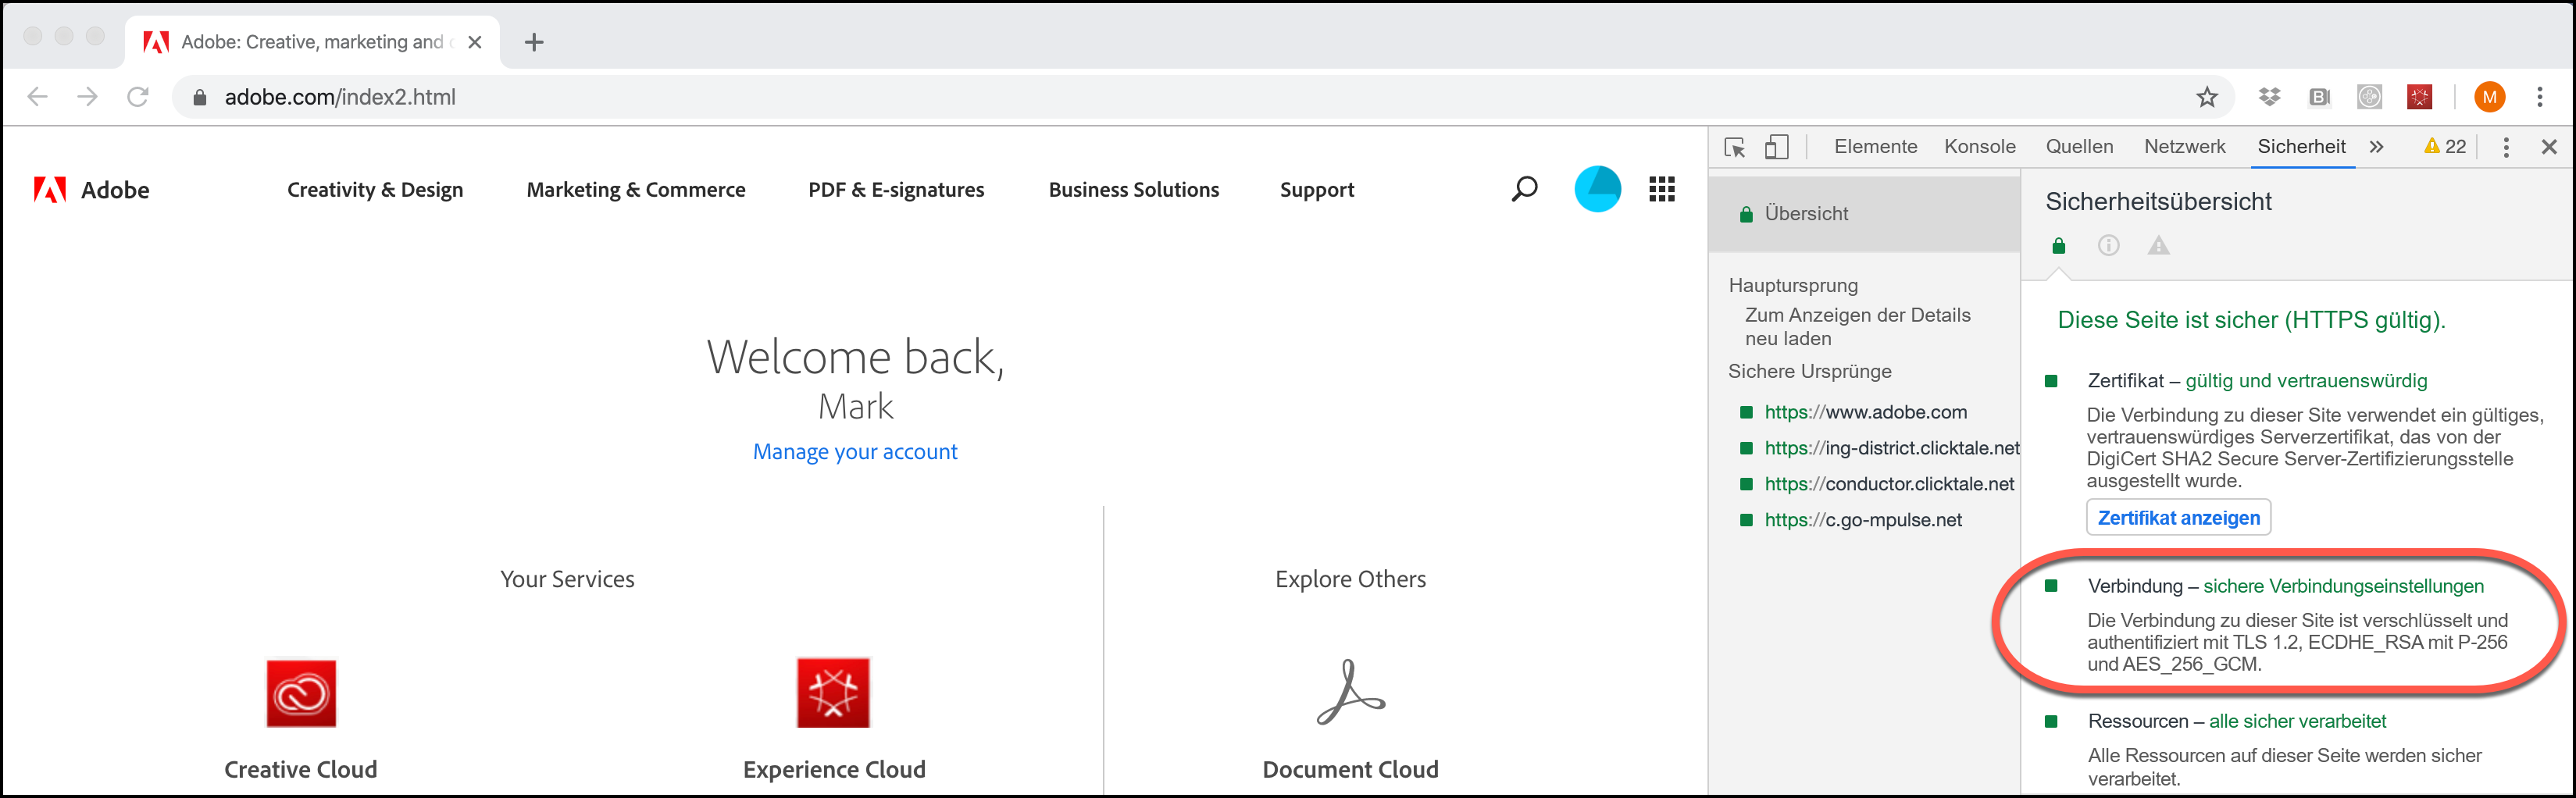 Adobe: Creative, marketing and
adobe.com/index2.html
M
Adobe
Creativity & Design
Marketing & Commerce
PDF & E-signatures
Business Solutions
Support
Welcome back,
Mark
Manage your account
Your Services
Explore Others
Creative Cloud
Experience Cloud
Document Cloud
Elemente
Konsole
Quellen
Netzwerk
Sicherheit
22
Übersicht
Hauptursprung
Zum Anzeigen der Details
neu laden
Sichere Ursprünge
https://www.adobe.com
https://ing-district.clicktale.net
https://conductor.clicktale.net
https://c.go-mpulse.net
Sicherheitsübersicht
Diese Seite ist sicher (HTTPS gültig).
Zertifikat – gültig und vertrauenswürdig
Die Verbindung zu dieser Site verwendet ein gültiges,
vertrauenswürdiges Serverzertifikat, das von der
DigiCert SHA2 Secure Server-Zertifizierungsstelle
ausgestellt wurde.
Zertifikat anzeigen
Verbindung – sichere Verbindungseinstellungen
Die Verbindung zu dieser Site ist verschlüsselt und
authentifiziert mit TLS 1.2, ECDHE_RSA mit P-256
und AES_256_GCM.
Ressourcen – alle sicher verarbeitet
Alle Ressourcen auf dieser Seite werden sicher
verarbeitet.